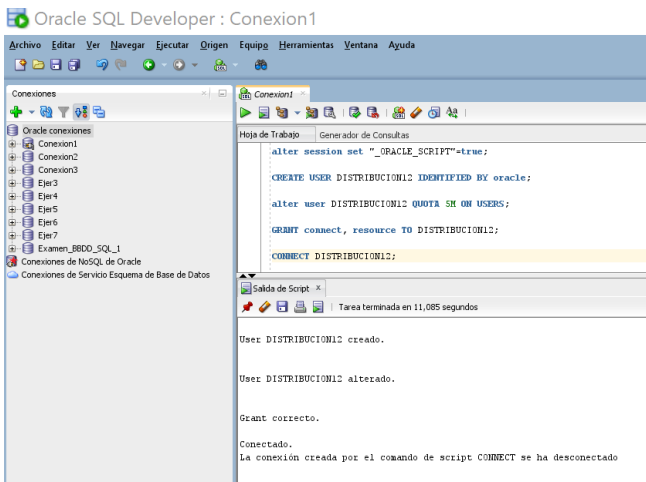 Oracle SQL Developer : Conexion1
Archivo Editar Ver Navegar Ejecutar Origen Equipo Herramientas Ventana Ayuda
Conexiones
Oracle conexiones
Conexion1
Conexion2
Conexion3
Ejer3
Ejer4
Ejer5
Ejer6
Ejer7
Examen_BBDD_SQL_1
Conexiones de NoSQL de Oracle
Conexiones de Servicio Esquema de Base de Datos
Conexion1
Hoja de Trabajo Generador de Consultas
alter session set "_ORACLE_SCRIPT"=true;
CREATE USER DISTRIBUCION12 IDENTIFIED BY oracle;
alter user DISTRIBUCION12 QUOTA 5M ON USERS;
GRANT connect, resource TO DISTRIBUCION12;
CONNECT DISTRIBUCION12;
Salida de Script x
Tarea terminada en 11,085 segundos
User DISTRIBUCION12 creado.
User DISTRIBUCION12 alterado.
Grant correcto.
Conectado.
La conexión creada por el comando de script CONNECT se ha desconectado